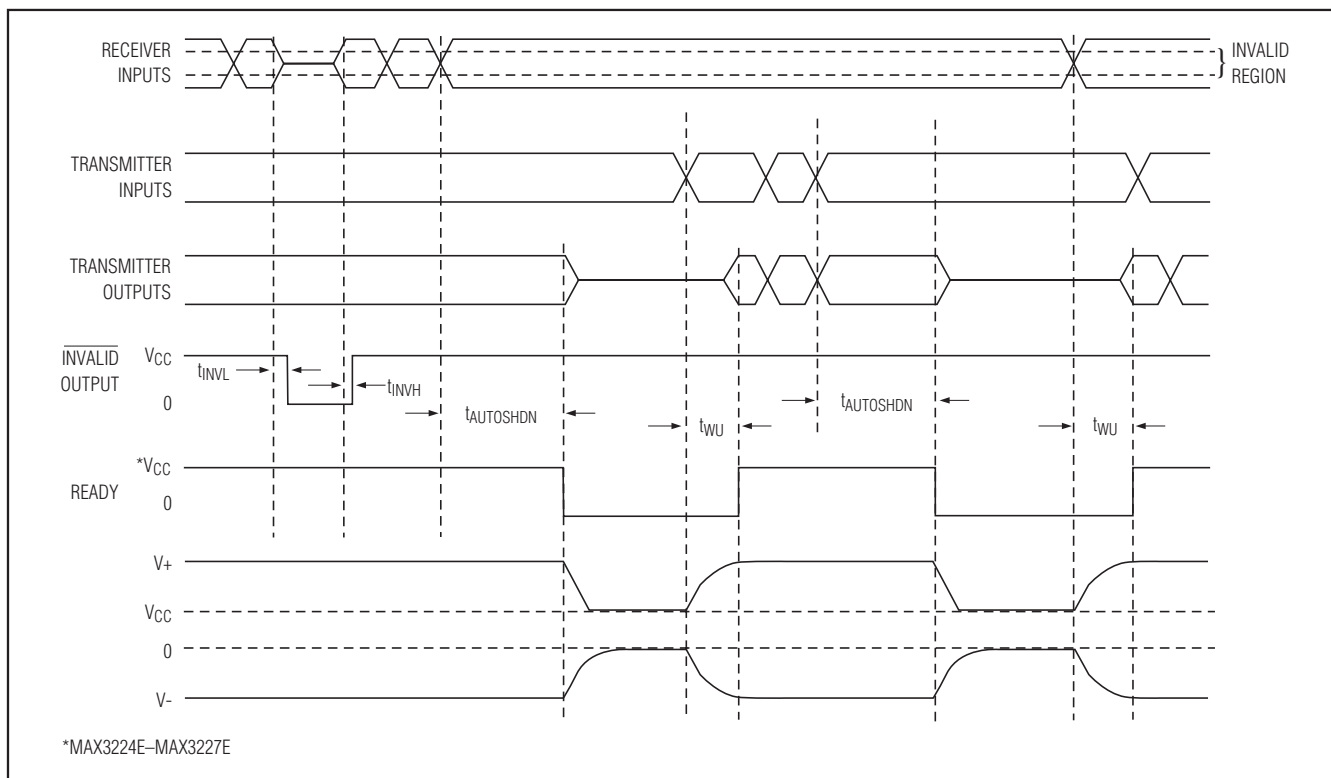 RECEIVER
INPUTS
} INVALID
REGION
TRANSMITTER
INPUTS
TRANSMITTER
OUTPUTS
INVALID
OUTPUT
VCC
0
tINVL
tINVH
tAUTOSHDN
tWU
tAUTOSHDN
tWU
READY
*VCC
0
V+
VCC
0
V-
*MAX3224E–MAX3227E